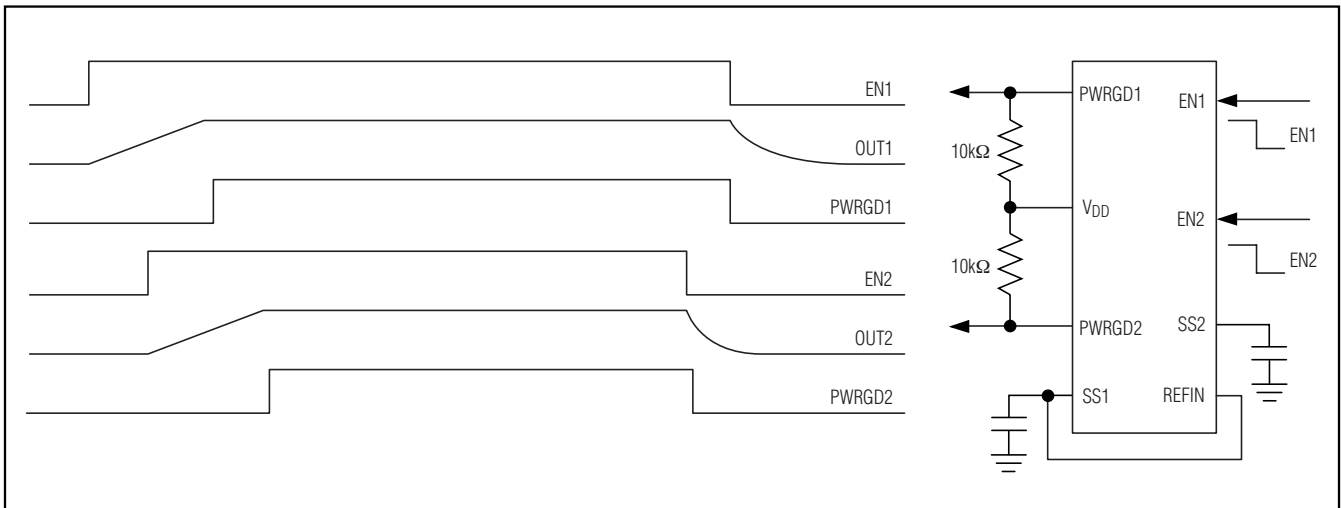 EN1
OUT1
PWRGD1
EN2
OUT2
PWRGD2
PWRGD1
EN1
EN1
10kΩ
VDD
EN2
EN2
10kΩ
PWRGD2
SS2
SS1
REFIN